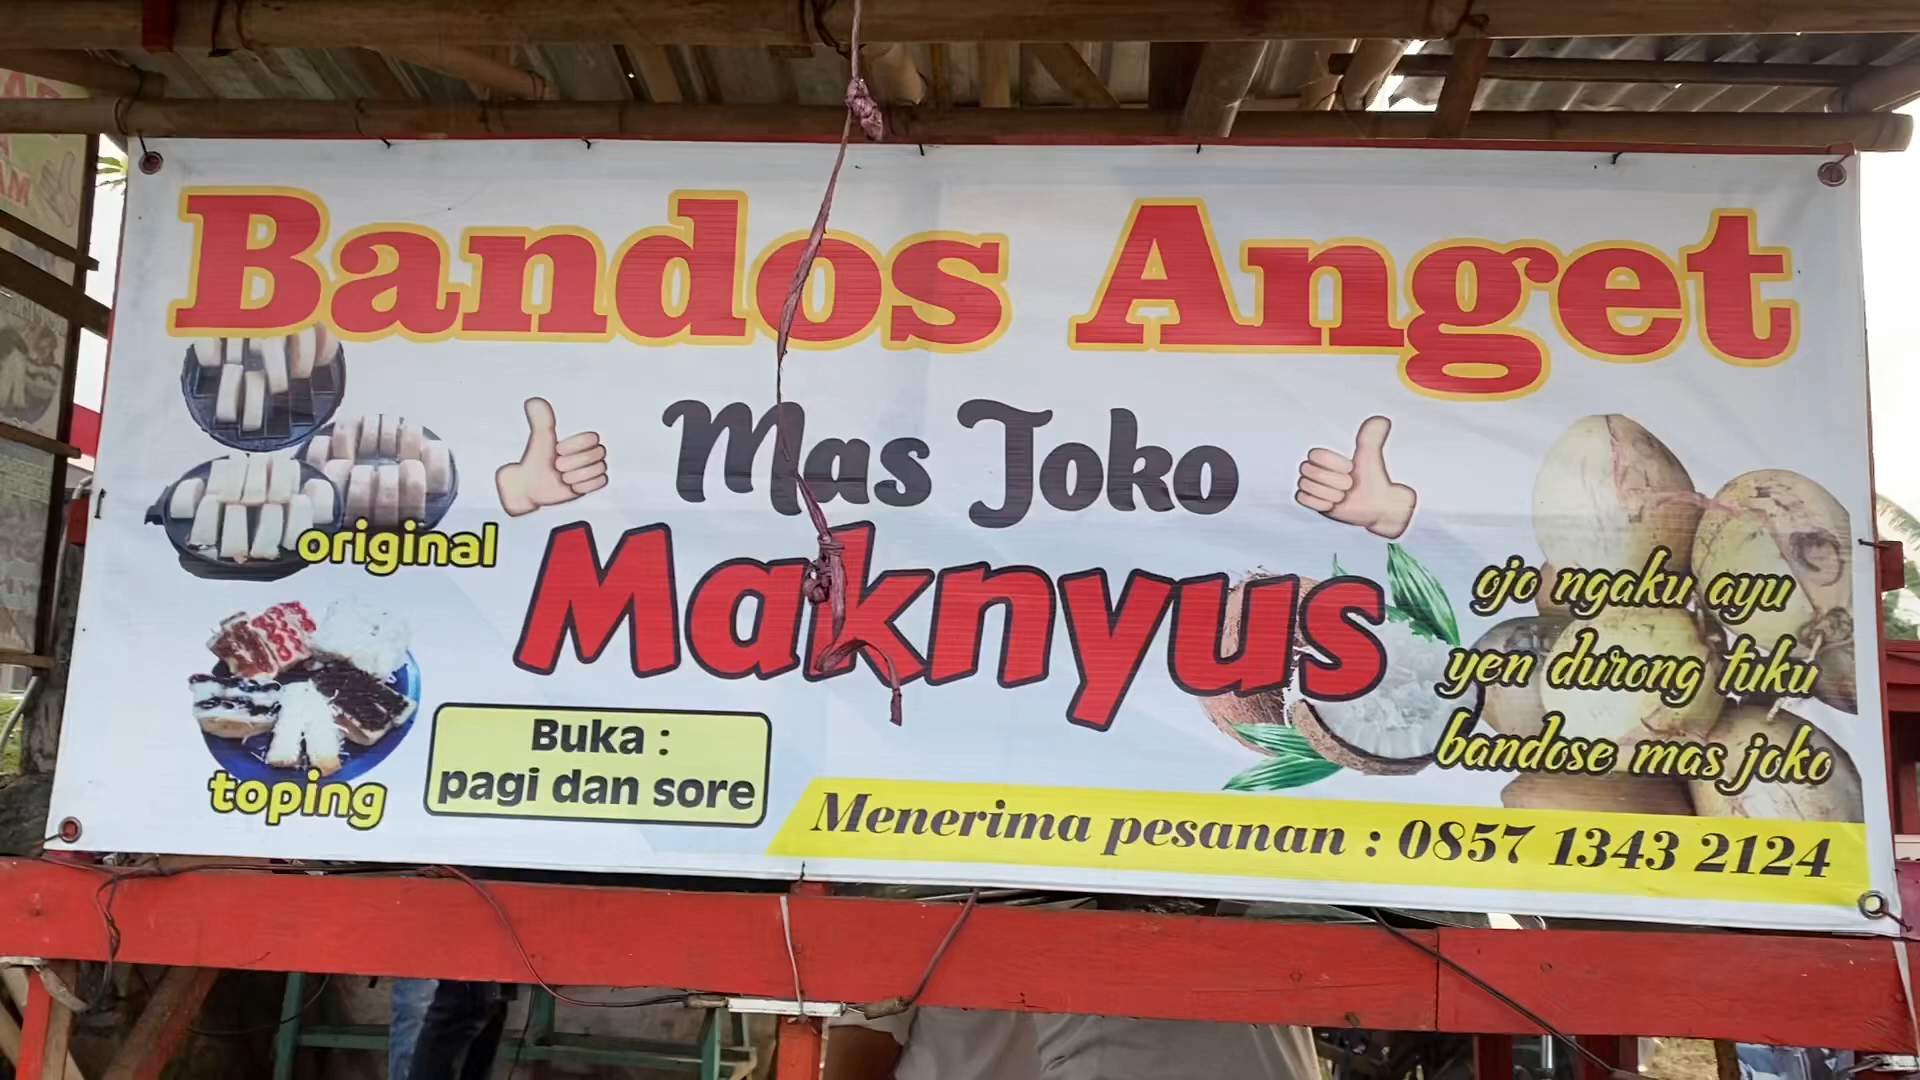 Bandos Anget
Mas Joko
Maknyus
original
toping
Buka :
pagi dan sore
ojo ngaku ayu
yen durong tuku
bandose mas joko
Menerima pesanan : 0857 1343 2124